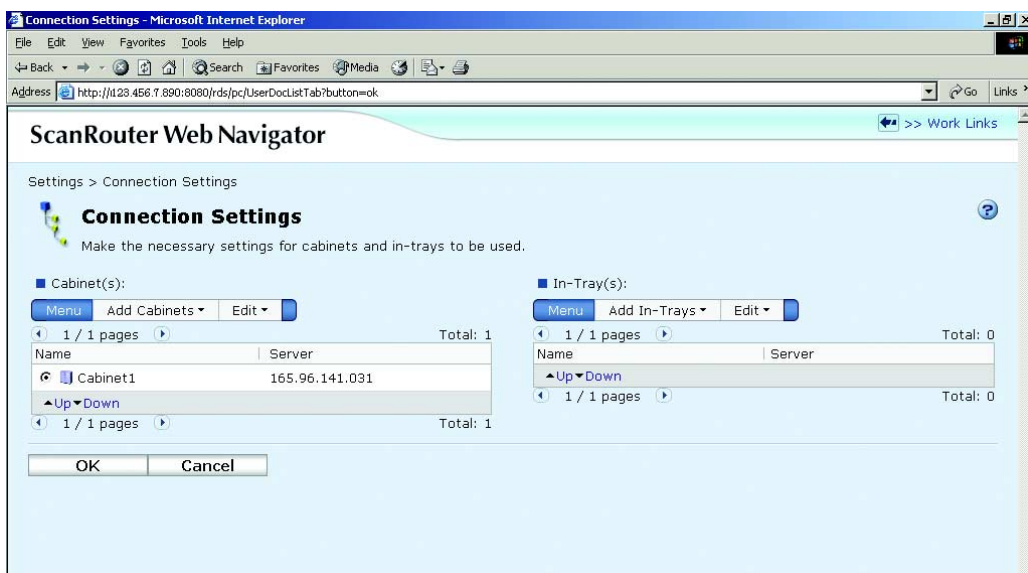 Connection Settings - Microsoft Internet Explorer
File Edit View Favorites Tools Help
Back Search Favorites Media
Address http://i123.456.7.890:8080/rds/pc/UserDocListTab?button=ok Go Links »
ScanRouter Web Navigator
>> Work Links
Settings > Connection Settings
Connection Settings
?
Make the necessary settings for cabinets and in-trays to be used.
Cabinet(s):
Menu Add Cabinets Edit
1 / 1 pages Total: 1
Name Server
Cabinet1 165.96.141.031
Up Down
1 / 1 pages Total: 1
In-Tray(s):
Menu Add In-Trays Edit
1 / 1 pages Total: 0
Name Server
Up Down
1 / 1 pages Total: 0
OK Cancel